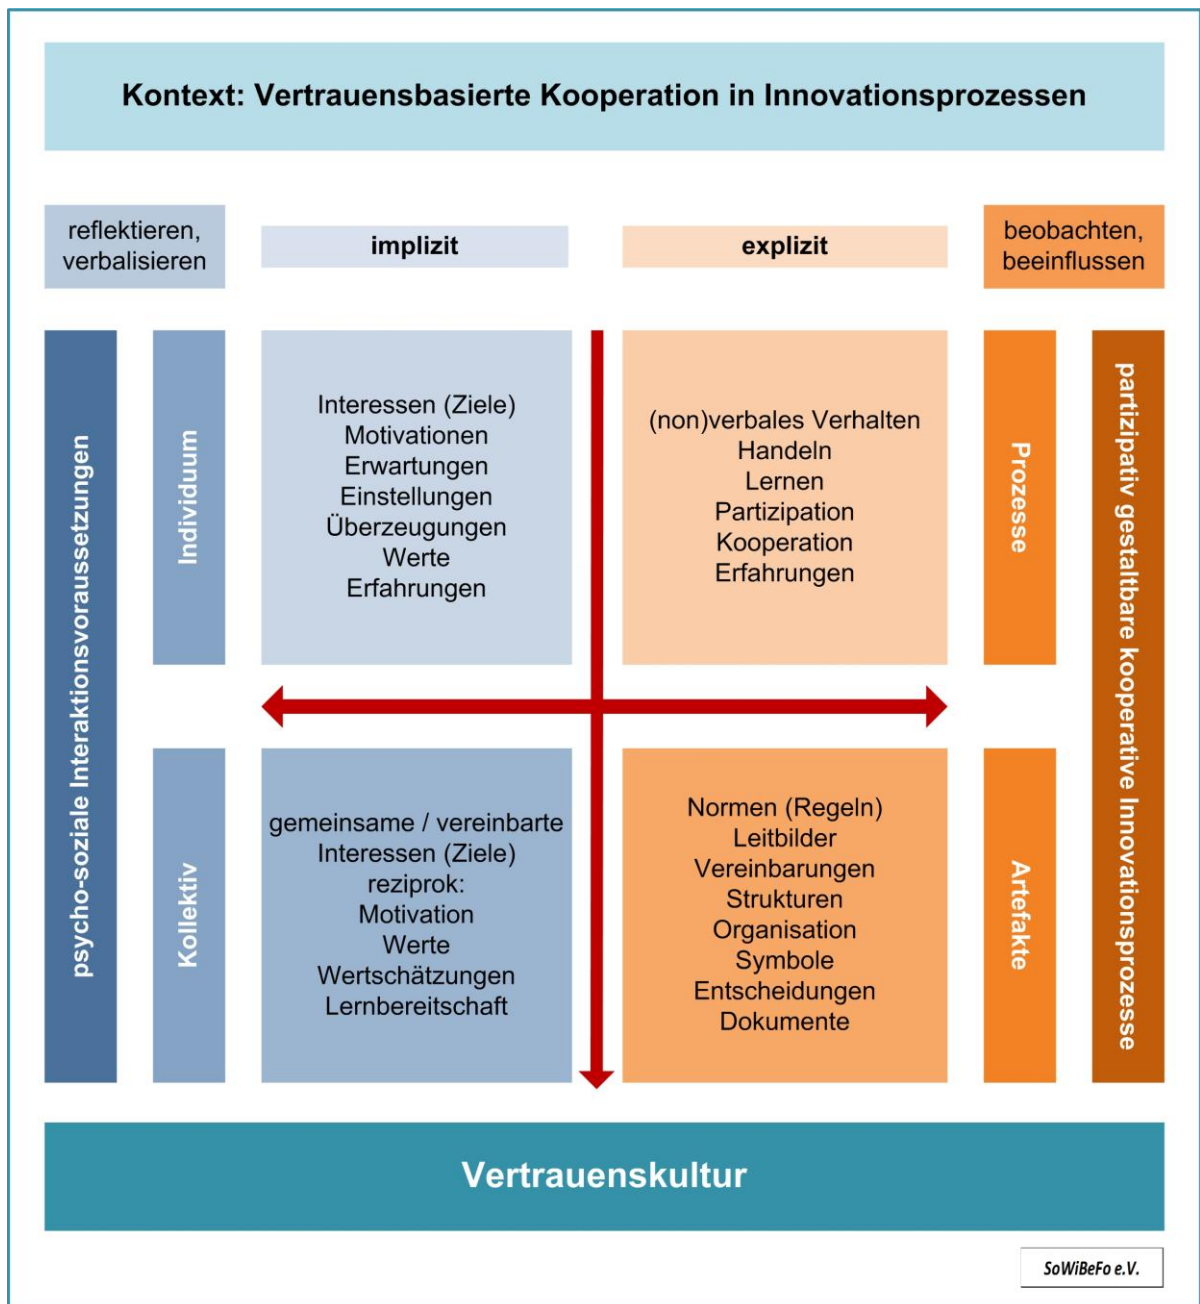 Kontext: Vertrauensbasierte Kooperation in Innovationsprozessen
reflektieren,
verbalisieren
implizit
explizit
beobachten,
beeinflussen
psycho-soziale Interaktionsvoraussetzungen
Individuum
Interessen (Ziele)
Motivationen
Erwartungen
Einstellungen
Überzeugungen
Werte
Erfahrungen
(non)verbales Verhalten
Handeln
Lernen
Partizipation
Kooperation
Erfahrungen
Prozesse
partizipativ gestaltbare kooperative Innovationsprozesse
Kollektiv
gemeinsame / vereinbarte
Interessen (Ziele)
reziprok:
Motivation
Werte
Wertschätzungen
Lernbereitschaft
Normen (Regeln)
Leitbilder
Vereinbarungen
Strukturen
Organisation
Symbole
Entscheidungen
Dokumente
Artefakte
Vertrauenskultur
SoWiBeFo e.V.